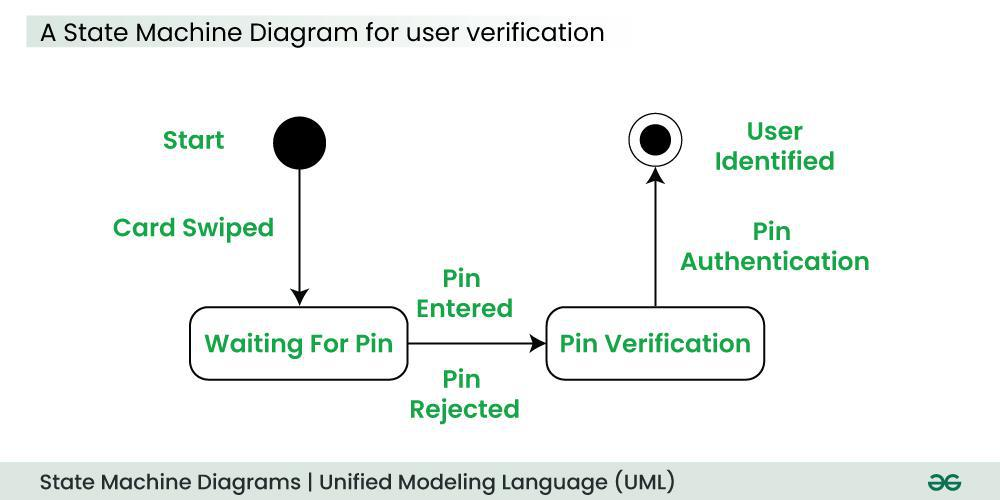 A State Machine Diagram for user verification
Start
User
Identified
Card Swiped
Pin
Authentication
Pin
Entered
Waiting For Pin
Pin Verification
Pin
Rejected
State Machine Diagrams | Unified Modeling Language (UML)